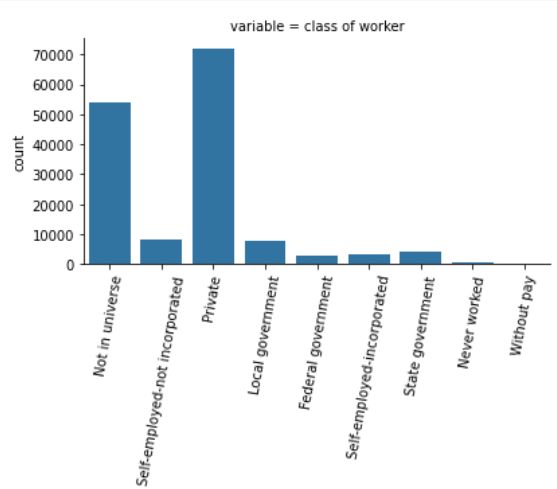 variable = class of worker
count
70000
60000
50000
40000
30000
20000
10000
0
Not in universe
Self-employed-not incorporated
Private
Local government
Federal government
Self-employed-incorporated
State government
Never worked
Without pay